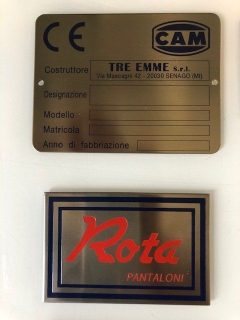 CE
CAM
Costruttore TRE EMME S.r.l.
Via Mascagni 42 - 20030 SENAGO (MI)
Designazione
Modello
Matricola
Anno di fabbricazione
Rota
PANTALONI